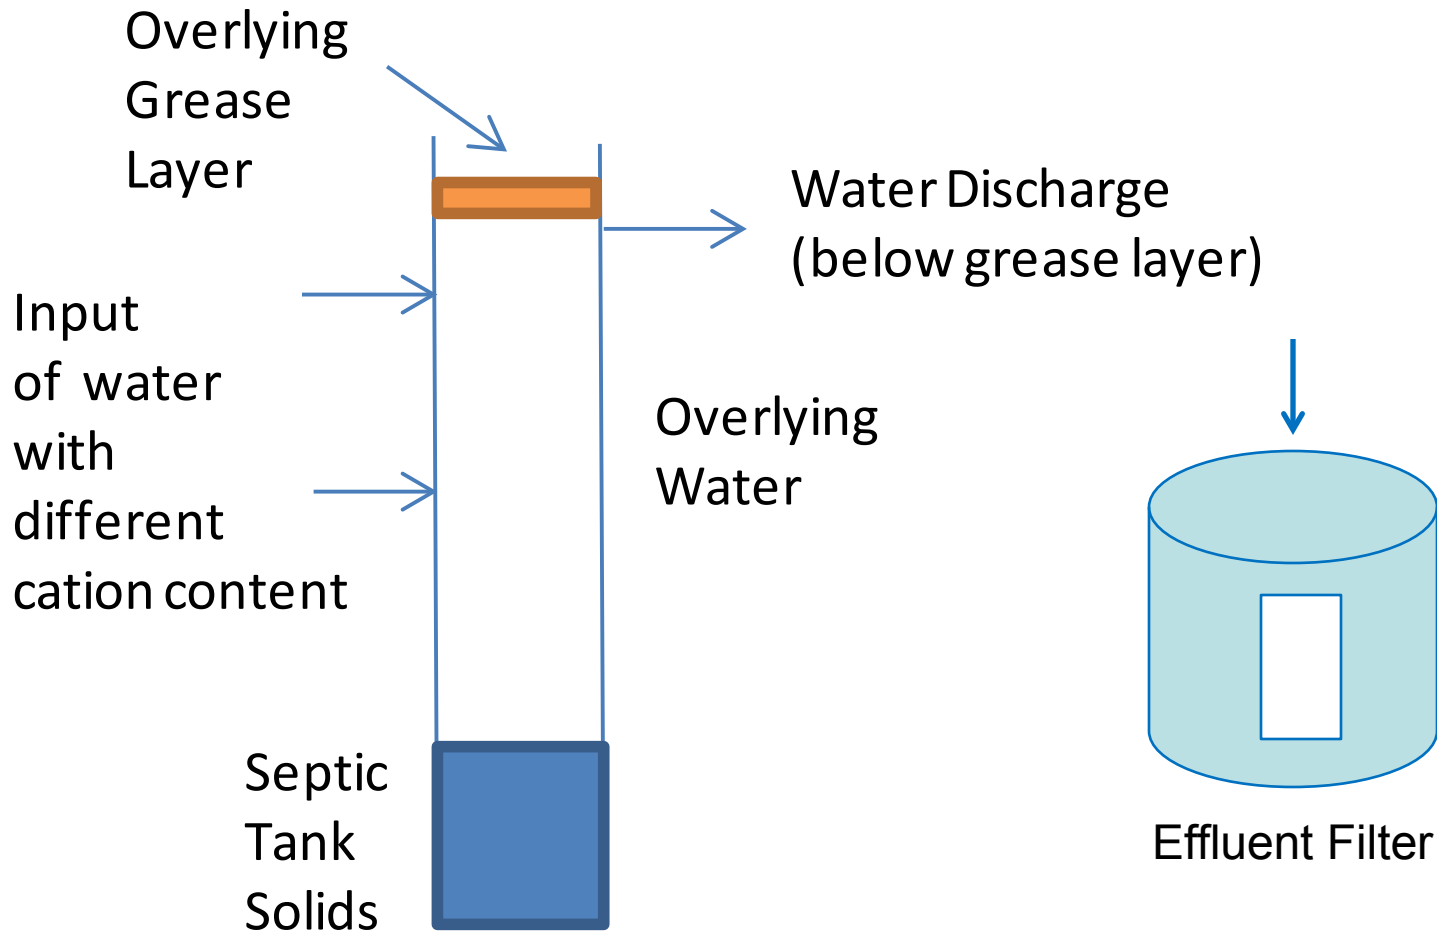 Overlying
Grease
Layer
Water Discharge
(below grease layer)
Input
of water
with
different
cation content
Overlying
Water
Septic
Tank
Solids
Effluent Filter